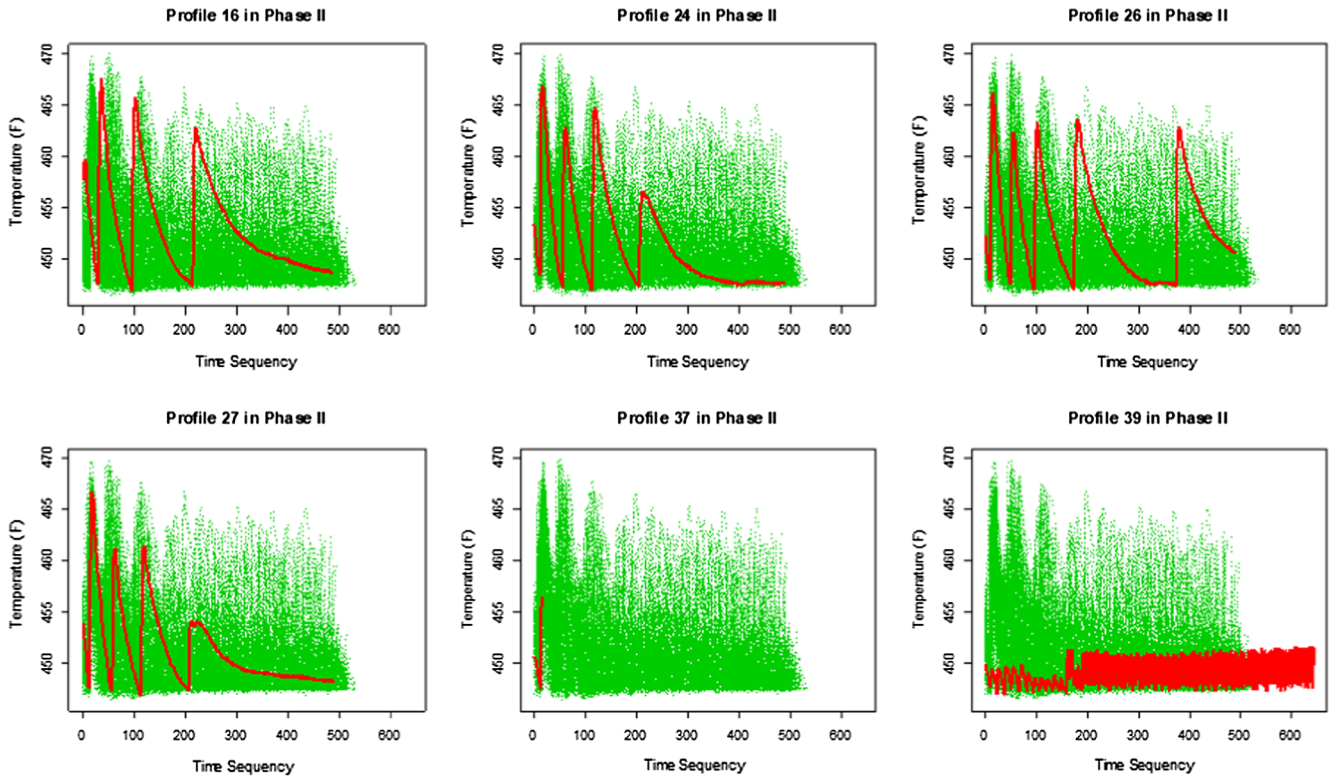 Profile 16 in Phase II
Profile 24 in Phase II
Profile 26 in Phase II
470
465
460
455
450
Temperature (F)
0 100 200 300 400 500 600
Time Sequency
470
465
460
455
450
Temperature (F)
0 100 200 300 400 500 600
Time Sequency
470
465
460
455
450
Temperature (F)
0 100 200 300 400 500 600
Time Sequency
Profile 27 in Phase II
Profile 37 in Phase II
Profile 39 in Phase II
470
465
460
455
450
Temperature (F)
0 100 200 300 400 500 600
Time Sequency
470
465
460
455
450
Temperature (F)
0 100 200 300 400 500 600
Time Sequency
470
465
460
455
450
Temperature (F)
0 100 200 300 400 500 600
Time Sequency